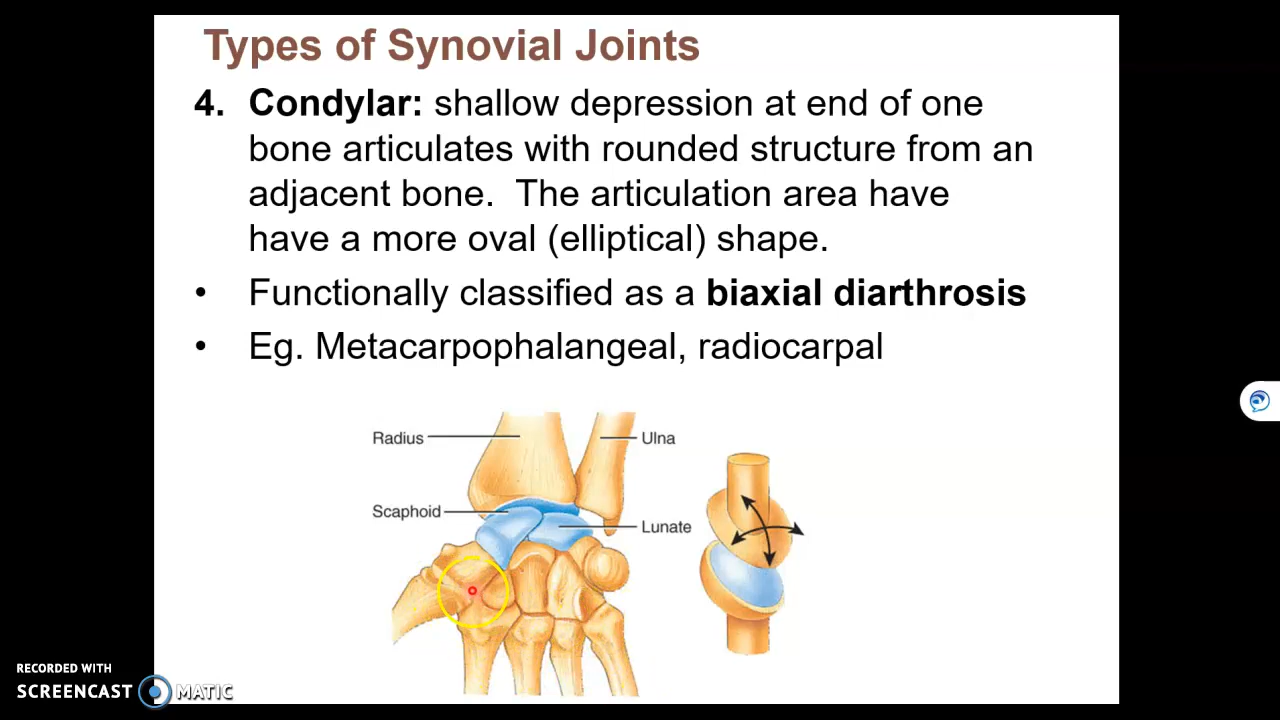 Types of Synovial Joints
4. Condylar: shallow depression at end of one
bone articulates with rounded structure from an
adjacent bone. The articulation area have
have a more oval (elliptical) shape.
• Functionally classified as a biaxial diarthrosis
• Eg. Metacarpophalangeal, radiocarpal
Radius
Ulna
Scaphoid
Lunate
RECORDED WITH
SCREENCAST MATIC